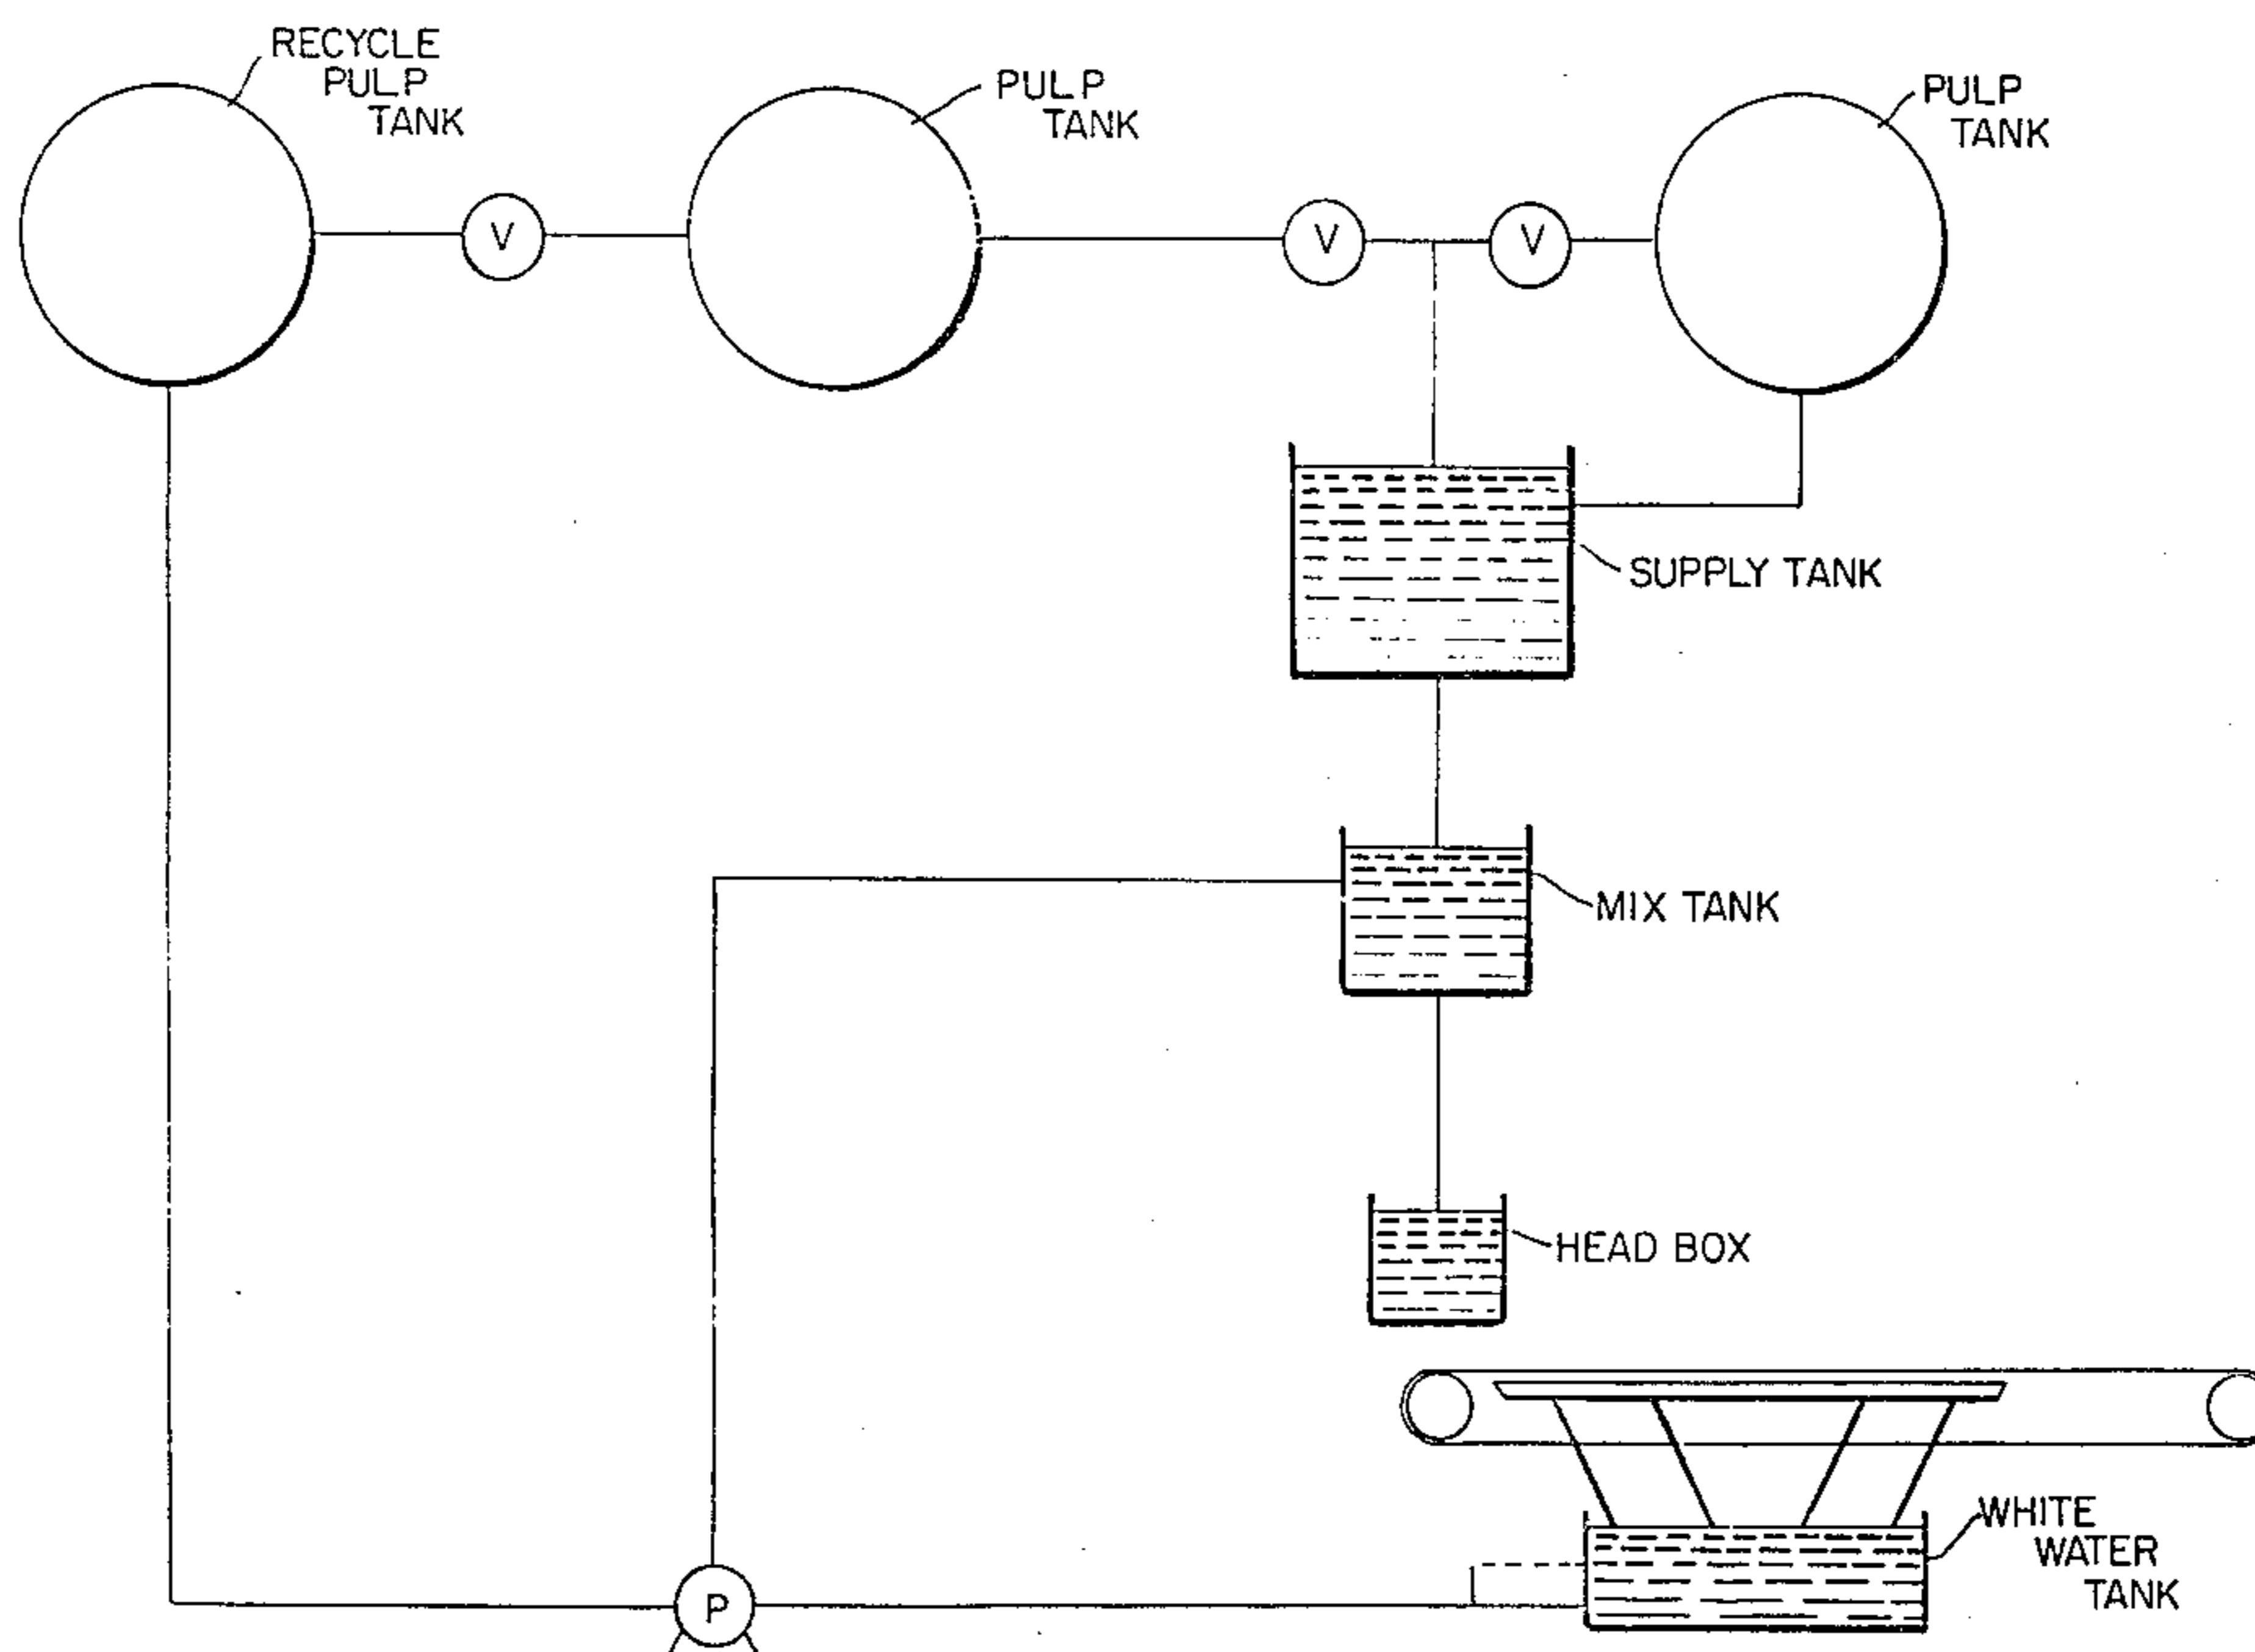 RECYCLE
PULP
TANK
PULP
TANK
PULP
TANK
V
V
V
SUPPLY TANK
MIX TANK
HEAD BOX
WHITE
WATER
TANK
P